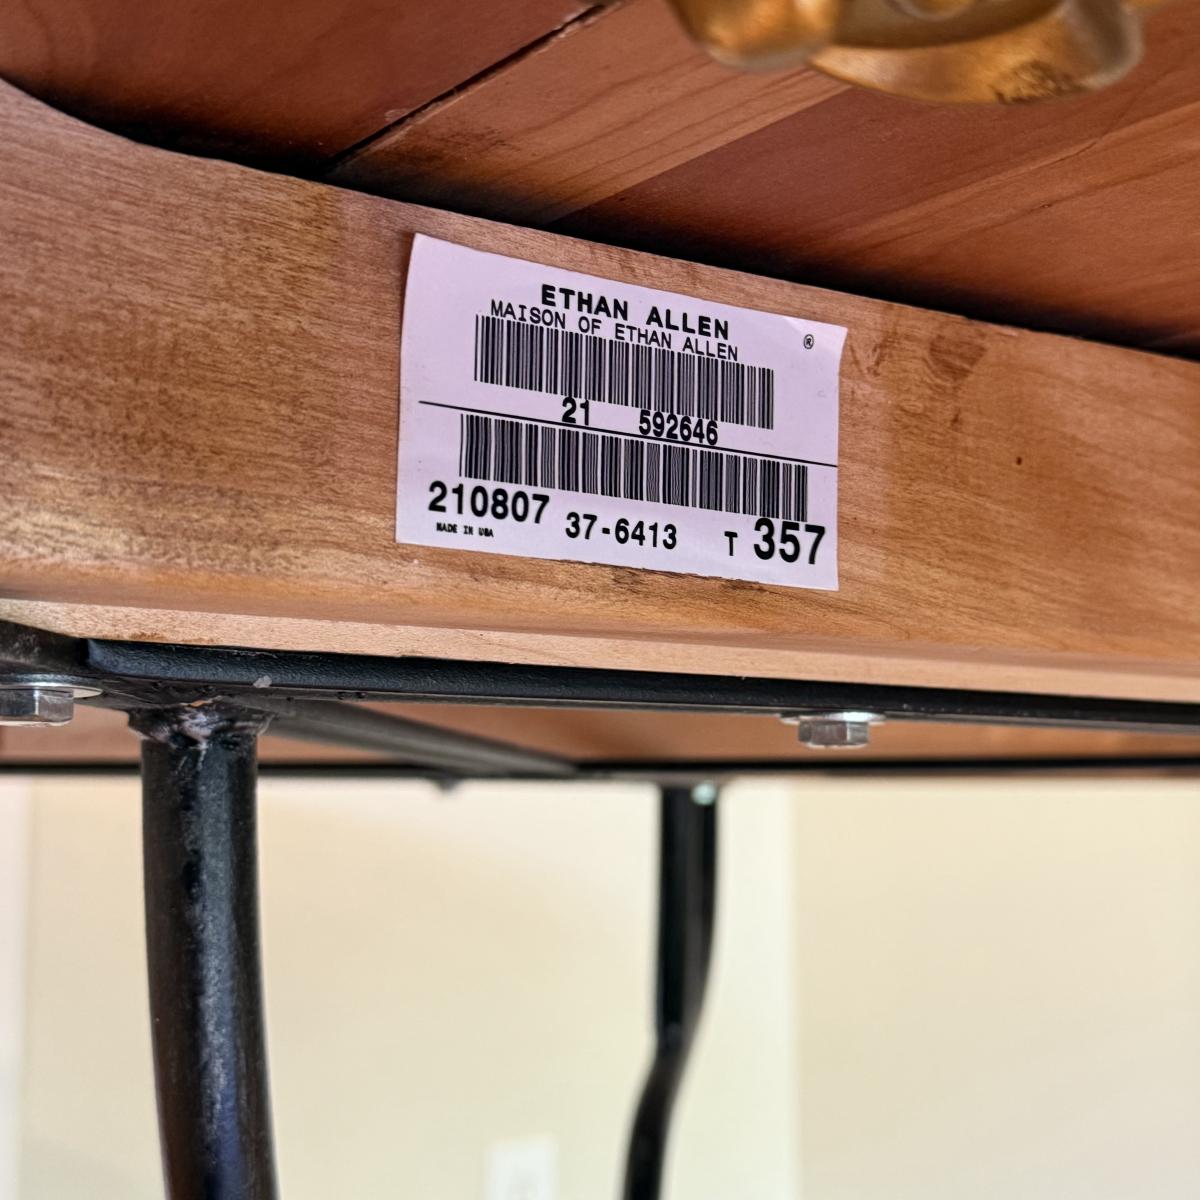 ETHAN ALLEN
MAISON OF ETHAN ALLEN
®
21 592646
210807 37-6413 T 357
MADE IN USA